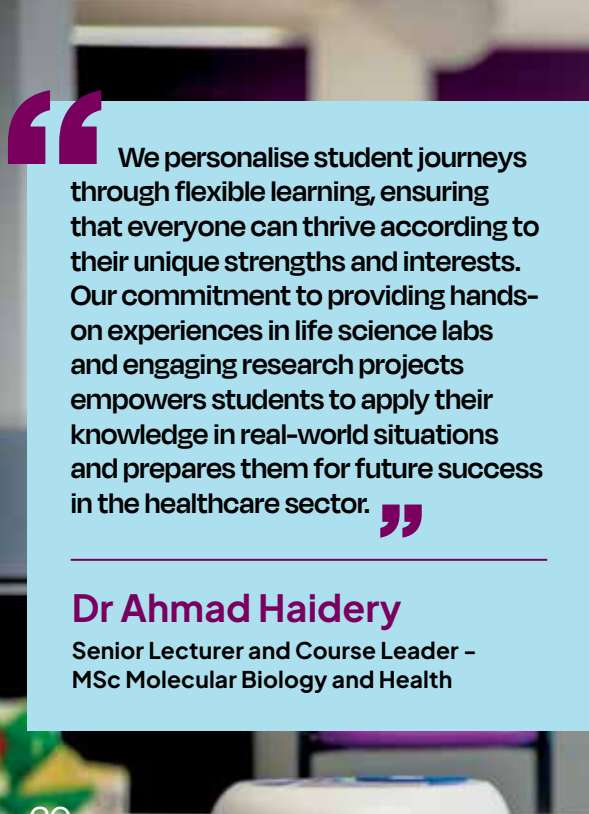 “
We personalise student journeys
through flexible learning, ensuring
that everyone can thrive according to
their unique strengths and interests.
Our commitment to providing hands-
on experiences in life science labs
and engaging research projects
empowers students to apply their
knowledge in real-world situations
and prepares them for future success
in the healthcare sector. ”
Dr Ahmad Haidery
Senior Lecturer and Course Leader –
MSc Molecular Biology and Health